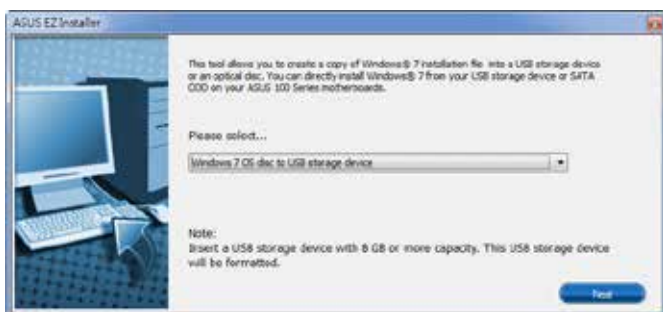 ASUS EZ Installer
This tool allows you to create a copy of Windows® 7 installation file into a USB storage device
or an optical disc. You can directly install Windows® 7 from your USB storage device or SATA
ODD on your ASUS 100 Series motherboards.
Please select...
Windows 7 OS disc to USB storage device
Note:
Insert a USB storage device with 8 GB or more capacity. This USB storage device
will be formatted.
Next